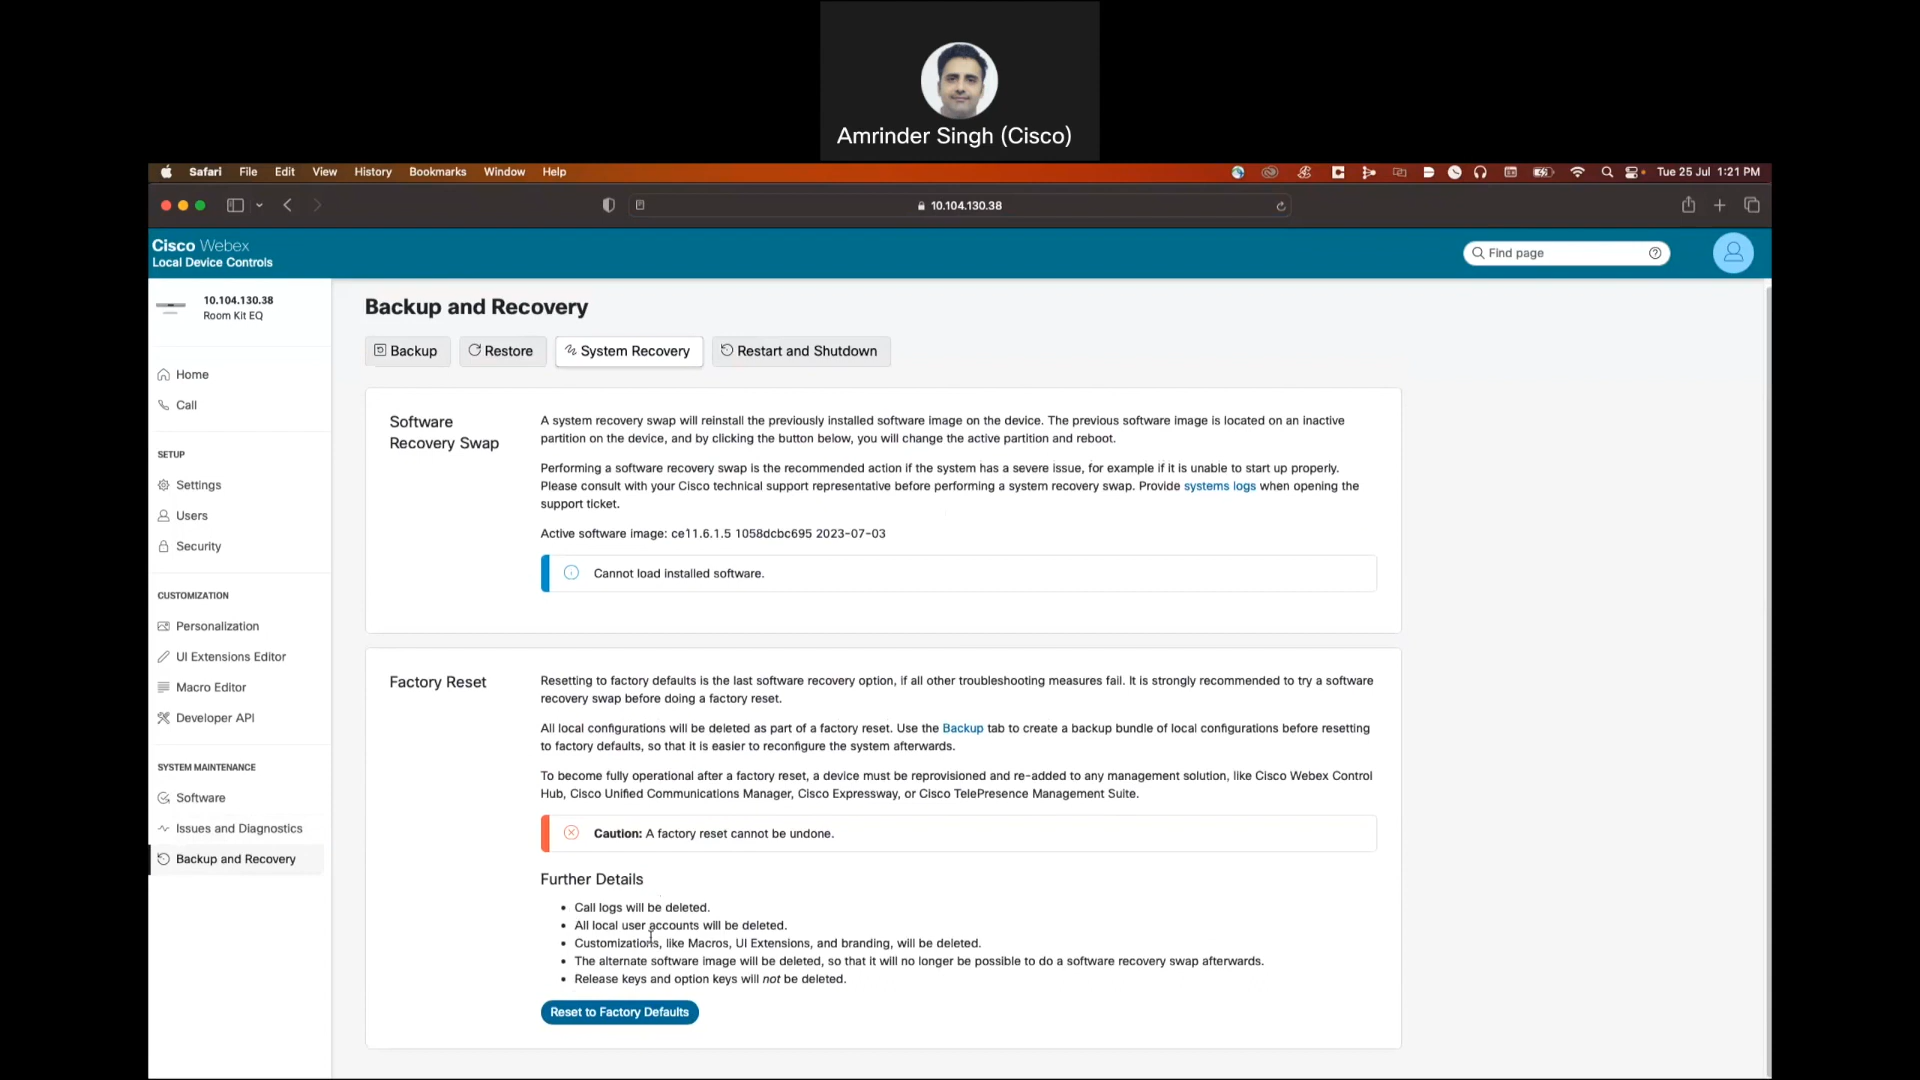 Amrinder Singh (Cisco)
Safari File Edit View History Bookmarks Window Help
Tue 25 Jul 1:21 PM
10.104.130.38
Cisco Webex
Local Device Controls
Find page
10.104.130.38
Room Kit EQ
Home
Call
SETUP
Settings
Users
Security
CUSTOMIZATION
Personalization
UI Extensions Editor
Macro Editor
Developer API
SYSTEM MAINTENANCE
Software
Issues and Diagnostics
Backup and Recovery
Backup and Recovery
Backup Restore System Recovery Restart and Shutdown
Software
Recovery Swap
A system recovery swap will reinstall the previously installed software image on the device. The previous software image is located on an inactive
partition on the device, and by clicking the button below, you will change the active partition and reboot.
Performing a software recovery swap is the recommended action if the system has a severe issue, for example if it is unable to start up properly.
Please consult with your Cisco technical support representative before performing a system recovery swap. Provide systems logs when opening the
support ticket.
Active software image: ce11.6.1.5 1058dcbc695 2023-07-03
Cannot load installed software.
Factory Reset
Resetting to factory defaults is the last software recovery option, if all other troubleshooting measures fail. It is strongly recommended to try a software
recovery swap before doing a factory reset.
All local configurations will be deleted as part of a factory reset. Use the Backup tab to create a backup bundle of local configurations before resetting
to factory defaults, so that it is easier to reconfigure the system afterwards.
To become fully operational after a factory reset, a device must be reprovisioned and re-added to any management solution, like Cisco Webex Control
Hub, Cisco Unified Communications Manager, Cisco Expressway, or Cisco TelePresence Management Suite.
Caution: A factory reset cannot be undone.
Further Details
• Call logs will be deleted.
• All local user accounts will be deleted.
• Customizations, like Macros, UI Extensions, and branding, will be deleted.
• The alternate software image will be deleted, so that it will no longer be possible to do a software recovery swap afterwards.
• Release keys and option keys will not be deleted.
Reset to Factory Defaults